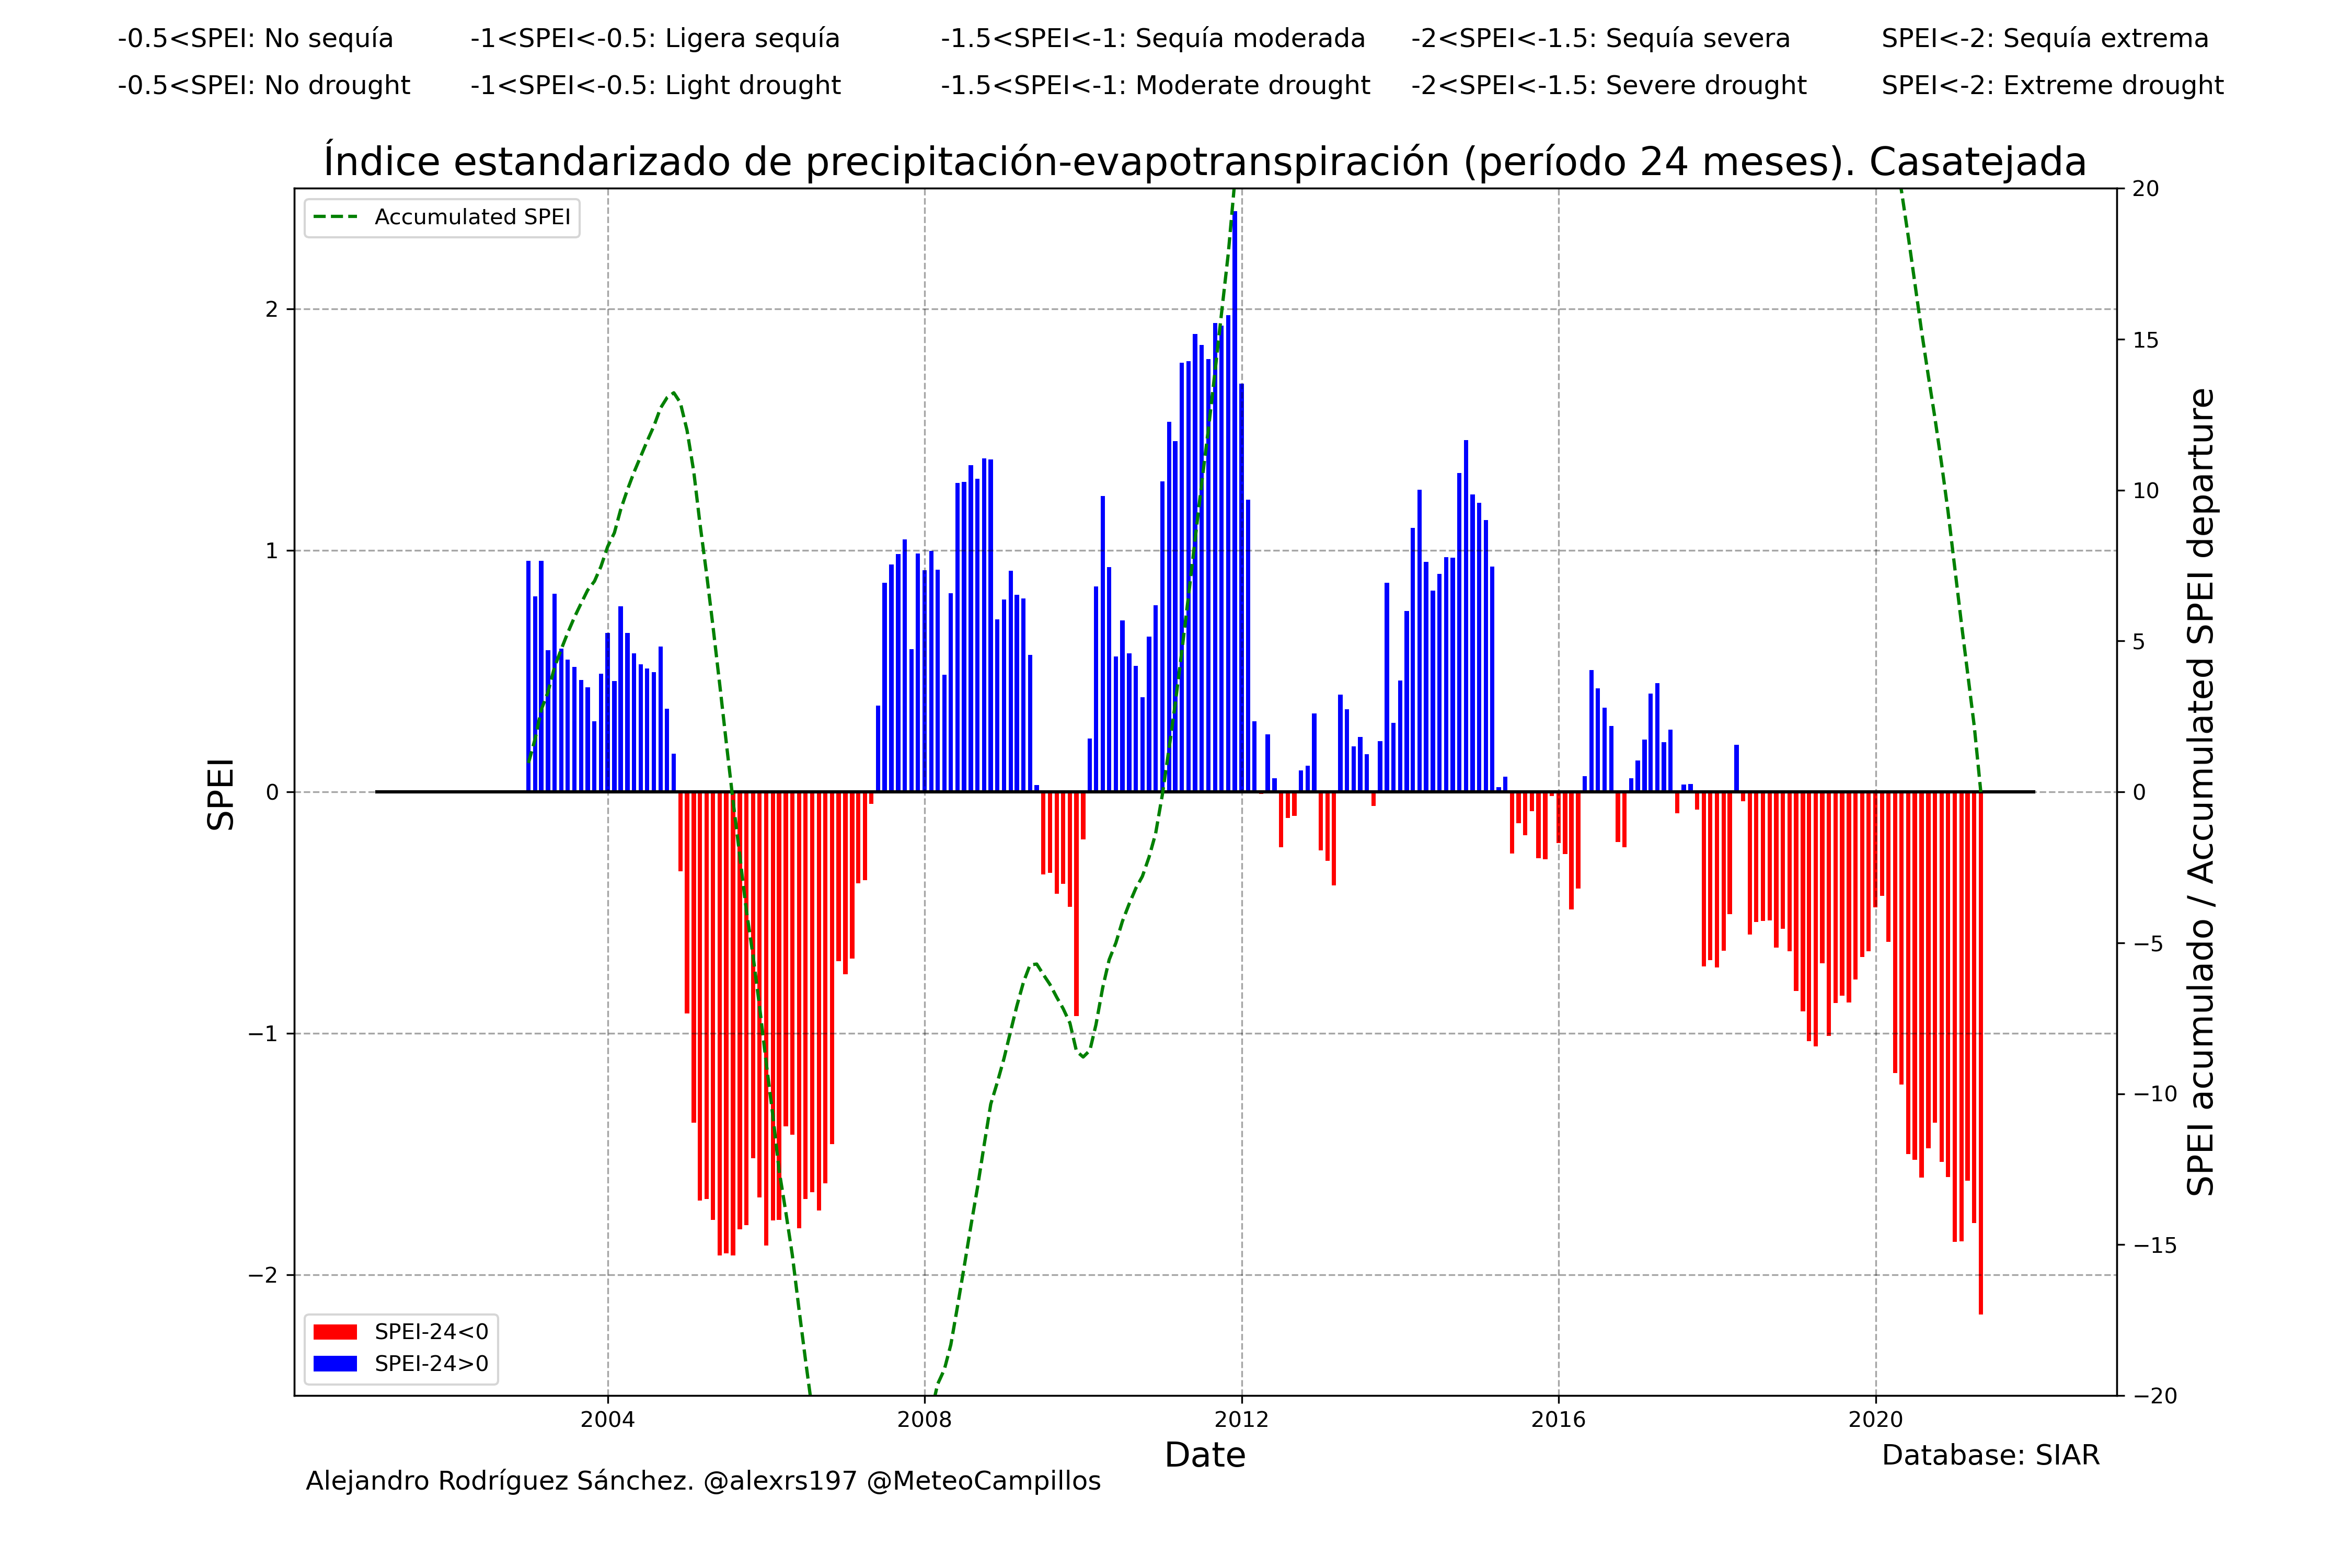 -0.5<SPEI: No sequía
-1<SPEI<-0.5: Ligera sequía
-1.5<SPEI<-1: Sequía moderada
-2<SPEI<-1.5: Sequía severa
SPEI<-2: Sequía extrema
-0.5<SPEI: No drought
-1<SPEI<-0.5: Light drought
-1.5<SPEI<-1: Moderate drought
-2<SPEI<-1.5: Severe drought
SPEI<-2: Extreme drought
Índice estandarizado de precipitación-evapotranspiración (período 24 meses). Casatejada
Accumulated SPEI
2
1
0
−1
−2
SPEI
20
15
10
5
0
−5
−10
−15
−20
SPEI acumulado / Accumulated SPEI departure
SPEI-24<0
SPEI-24>0
2004
2008
2012
2016
2020
Date
Database: SIAR
Alejandro Rodríguez Sánchez. @alexrs197 @MeteoCampillos